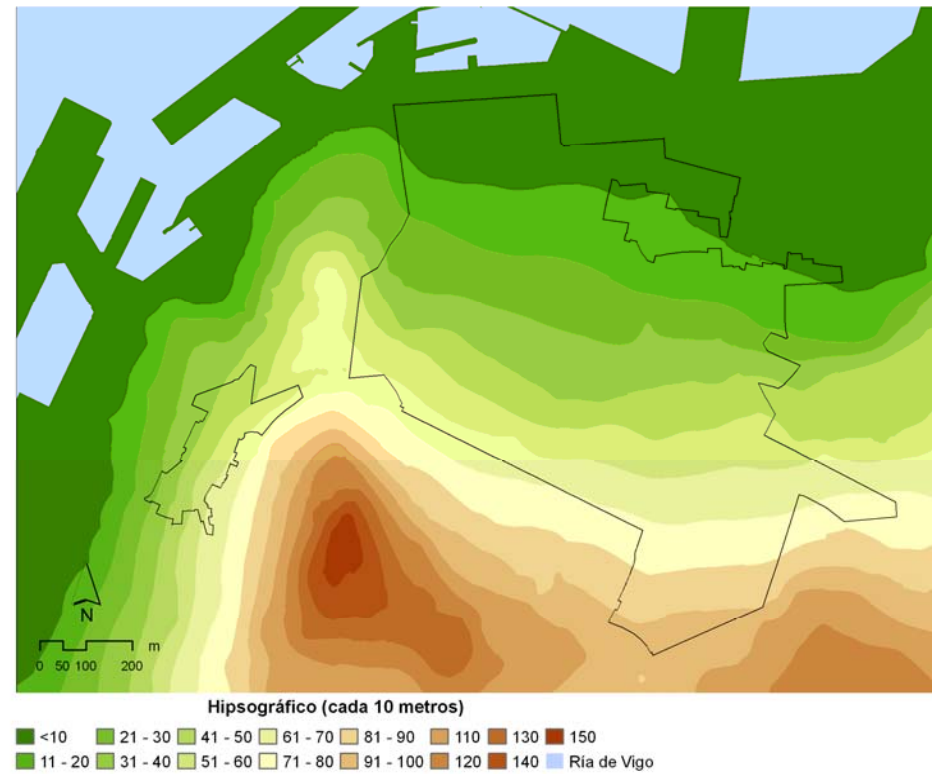 N
m
0 50 100 200
Hipsográfico (cada 10 metros)
<10 21 - 30 41 - 50 61 - 70 81 - 90 110 130 150
11 - 20 31 - 40 51 - 60 71 - 80 91 - 100 120 140 Ría de Vigo